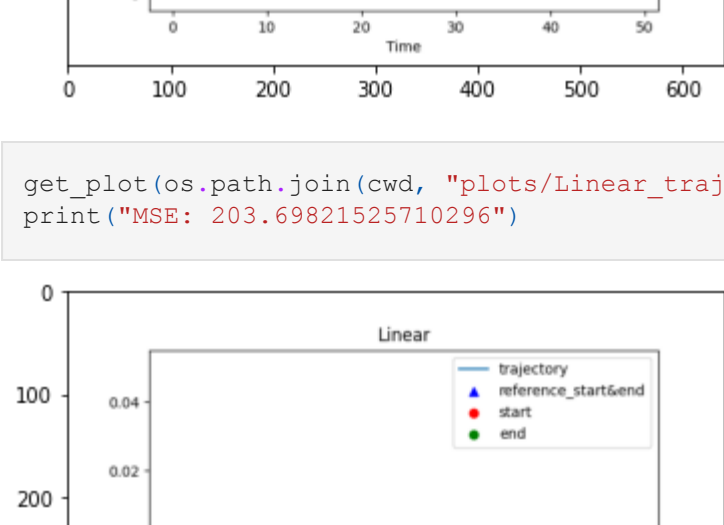 0 10 20 30 40 50
Time
0 100 200 300 400 500 600
get_plot(os.path.join(cwd, "plots/Linear_traj
print("MSE: 203.69821525710296")
0
Linear
trajectory
reference_start&end
100
0.04
start
end
0.02
200